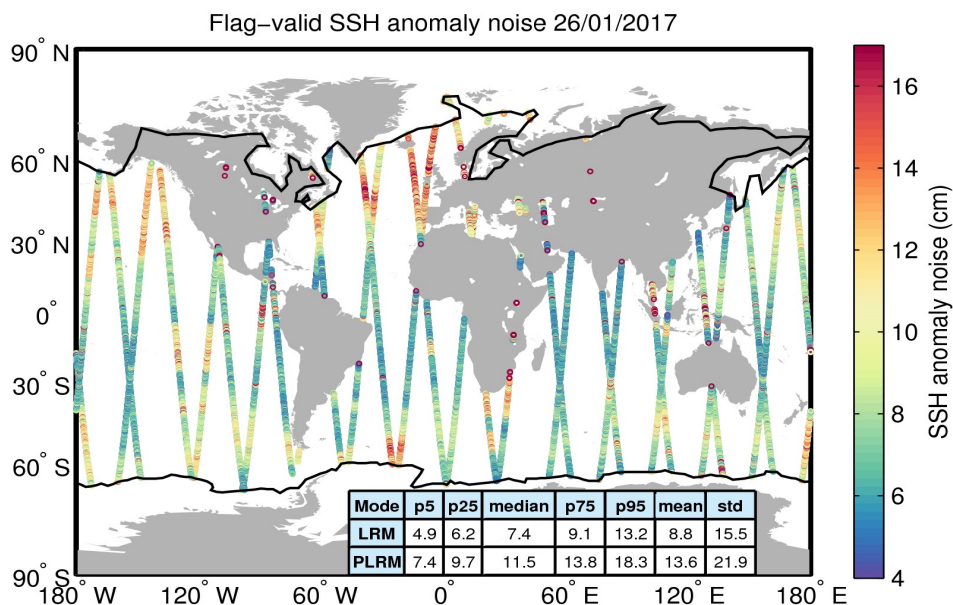 Flag−valid SSH anomaly noise 26/01/2017
90° N
60° N
30° N
0°
30° S
60° S
90° S
180° W
120° W
60° W
0°
60° E
120° E
180° E
16
14
12
10
8
6
4
SSH anomaly noise (cm)
Mode p5 p25 median p75 p95 mean std
LRM 4.9 6.2 7.4 9.1 13.2 8.8 15.5
PLRM 7.4 9.7 11.5 13.8 18.3 13.6 21.9